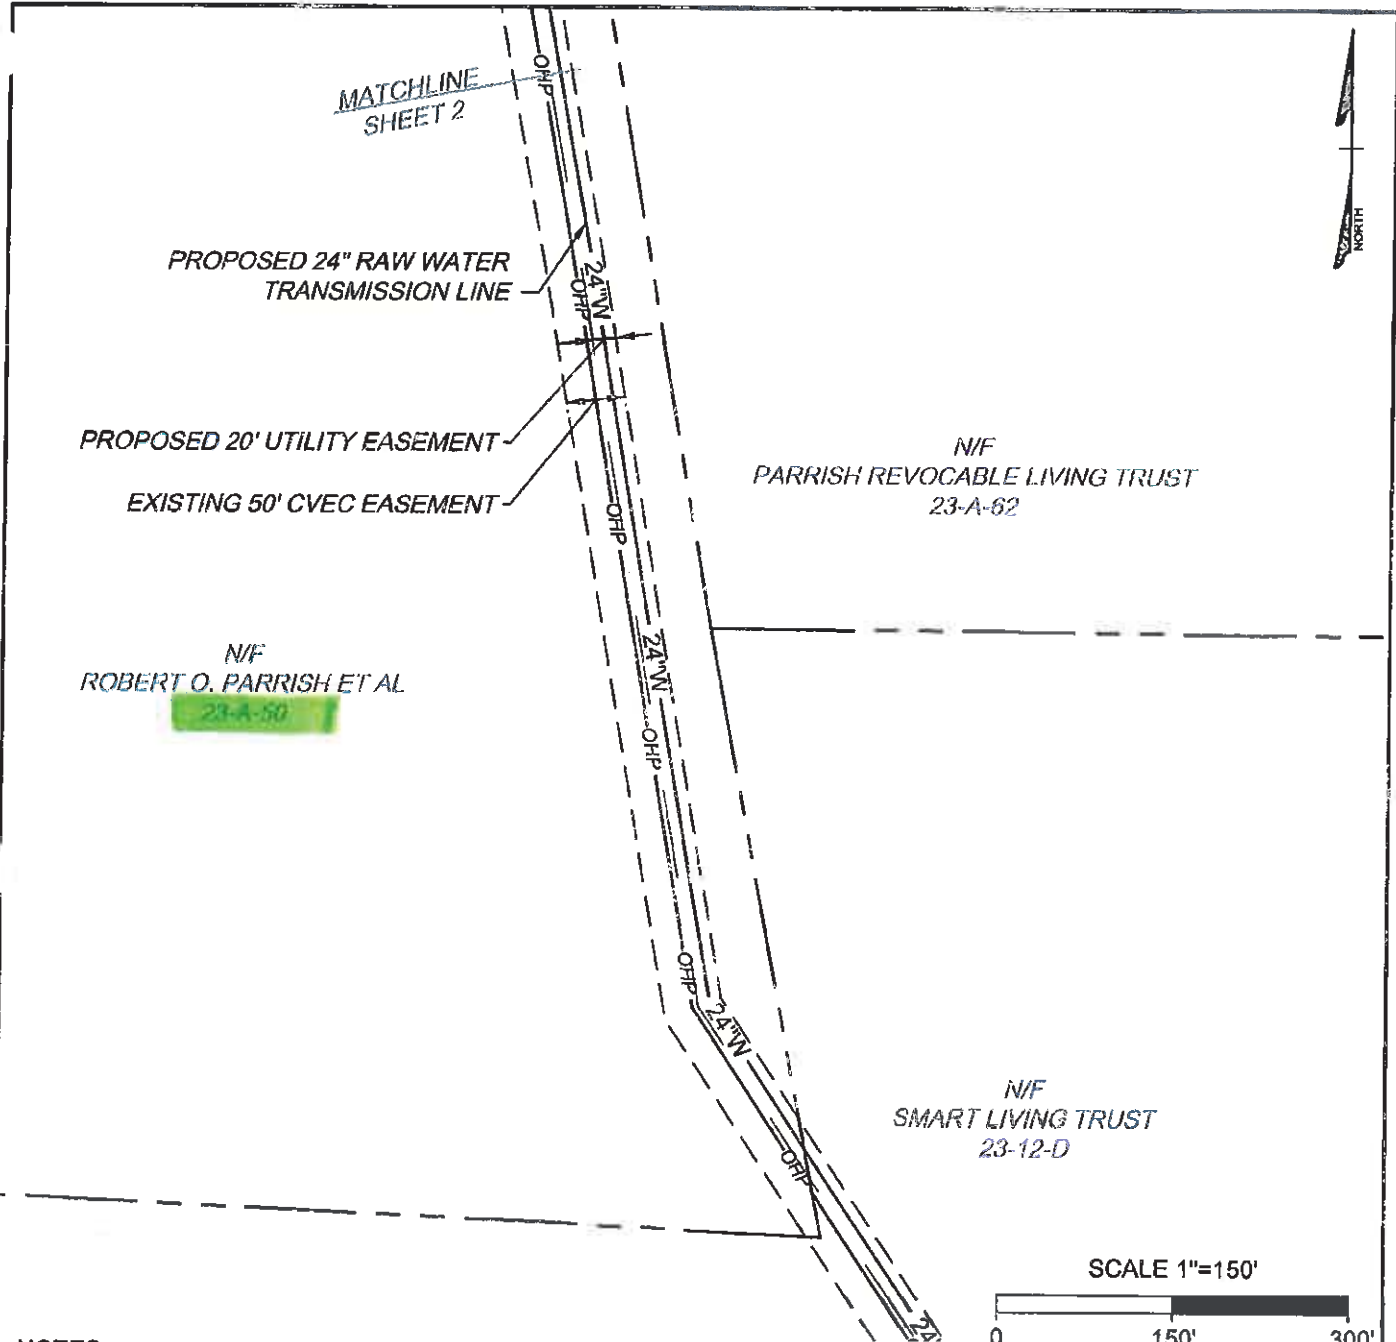 MATCHLINE
SHEET 2
OHP
NORTH
PROPOSED 24" RAW WATER
TRANSMISSION LINE
24"W
OHP
PROPOSED 20' UTILITY EASEMENT
EXISTING 50' CVEC EASEMENT
N/F
PARRISH REVOCABLE LIVING TRUST
23-A-62
OHP
N/F
ROBERT O. PARRISH ET AL
23-A-50
24"W
OHP
OHP
24"W
N/F
SMART LIVING TRUST
23-12-D
OHP
SCALE 1"=150'
0 150' 300'
24